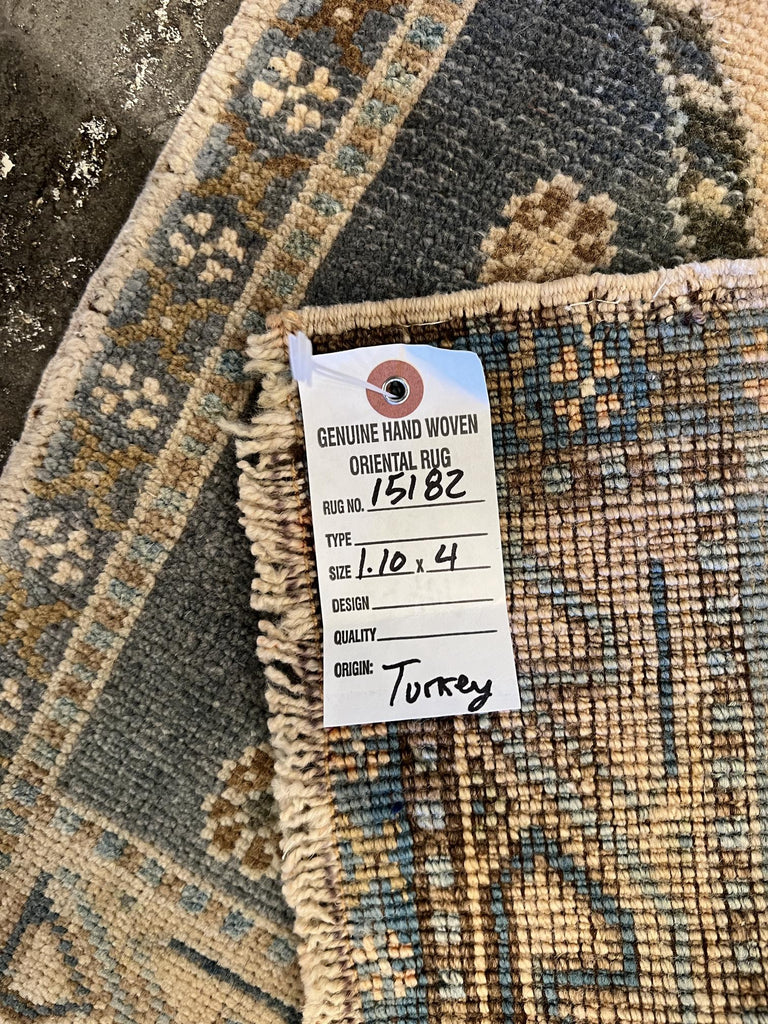 GENUINE HAND WOVEN
ORIENTAL RUG
RUG NO. 15182
TYPE
SIZE 1.10 x 4
DESIGN
QUALITY
ORIGIN: Turkey